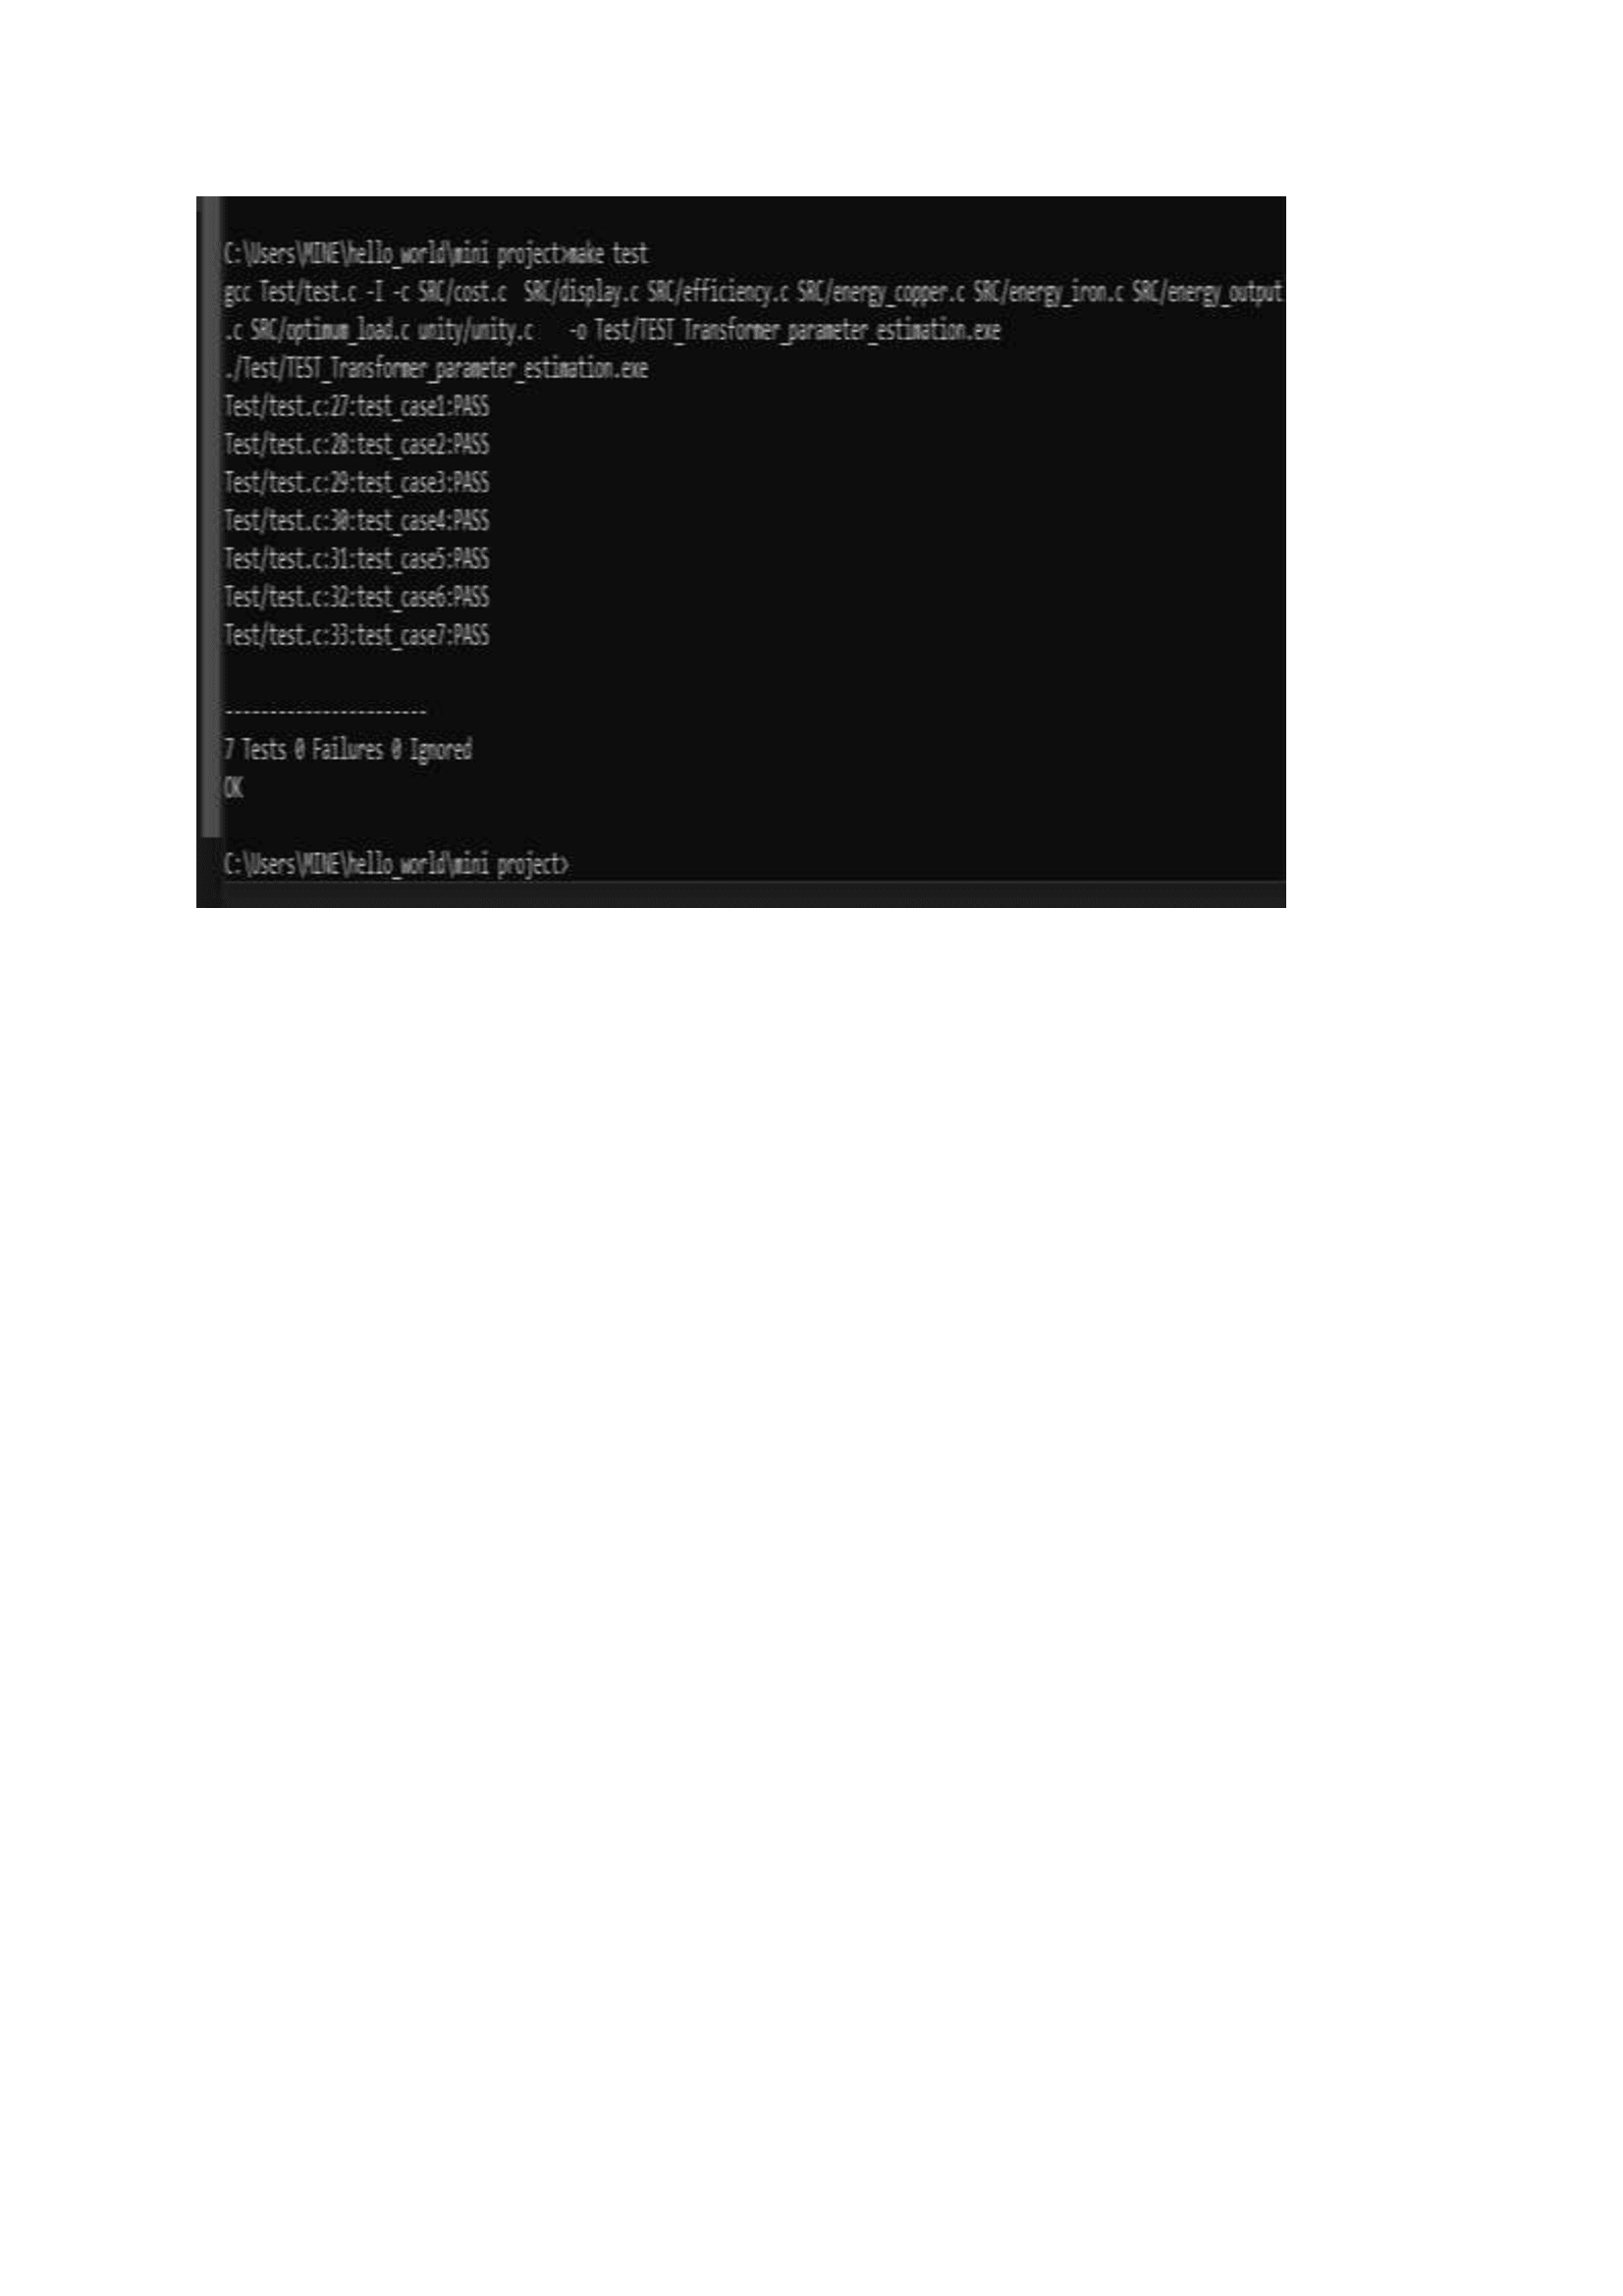 C:\Users\MINE\hello_world\mini project>make test
gcc Test/test.c -I -c SRC/cost.c  SRC/display.c SRC/efficiency.c SRC/energy_copper.c SRC/energy_iron.c SRC/energy_output
.c SRC/optimum_load.c unity/unity.c    -o Test/TEST_Transformer_parameter_estimation.exe
./Test/TEST_Transformer_parameter_estimation.exe
Test/test.c:27:test_case1:PASS
Test/test.c:28:test_case2:PASS
Test/test.c:29:test_case3:PASS
Test/test.c:30:test_case4:PASS
Test/test.c:31:test_case5:PASS
Test/test.c:32:test_case6:PASS
Test/test.c:33:test_case7:PASS
-----------------------
7 Tests 0 Failures 0 Ignored
OK
C:\Users\MINE\hello_world\mini project>